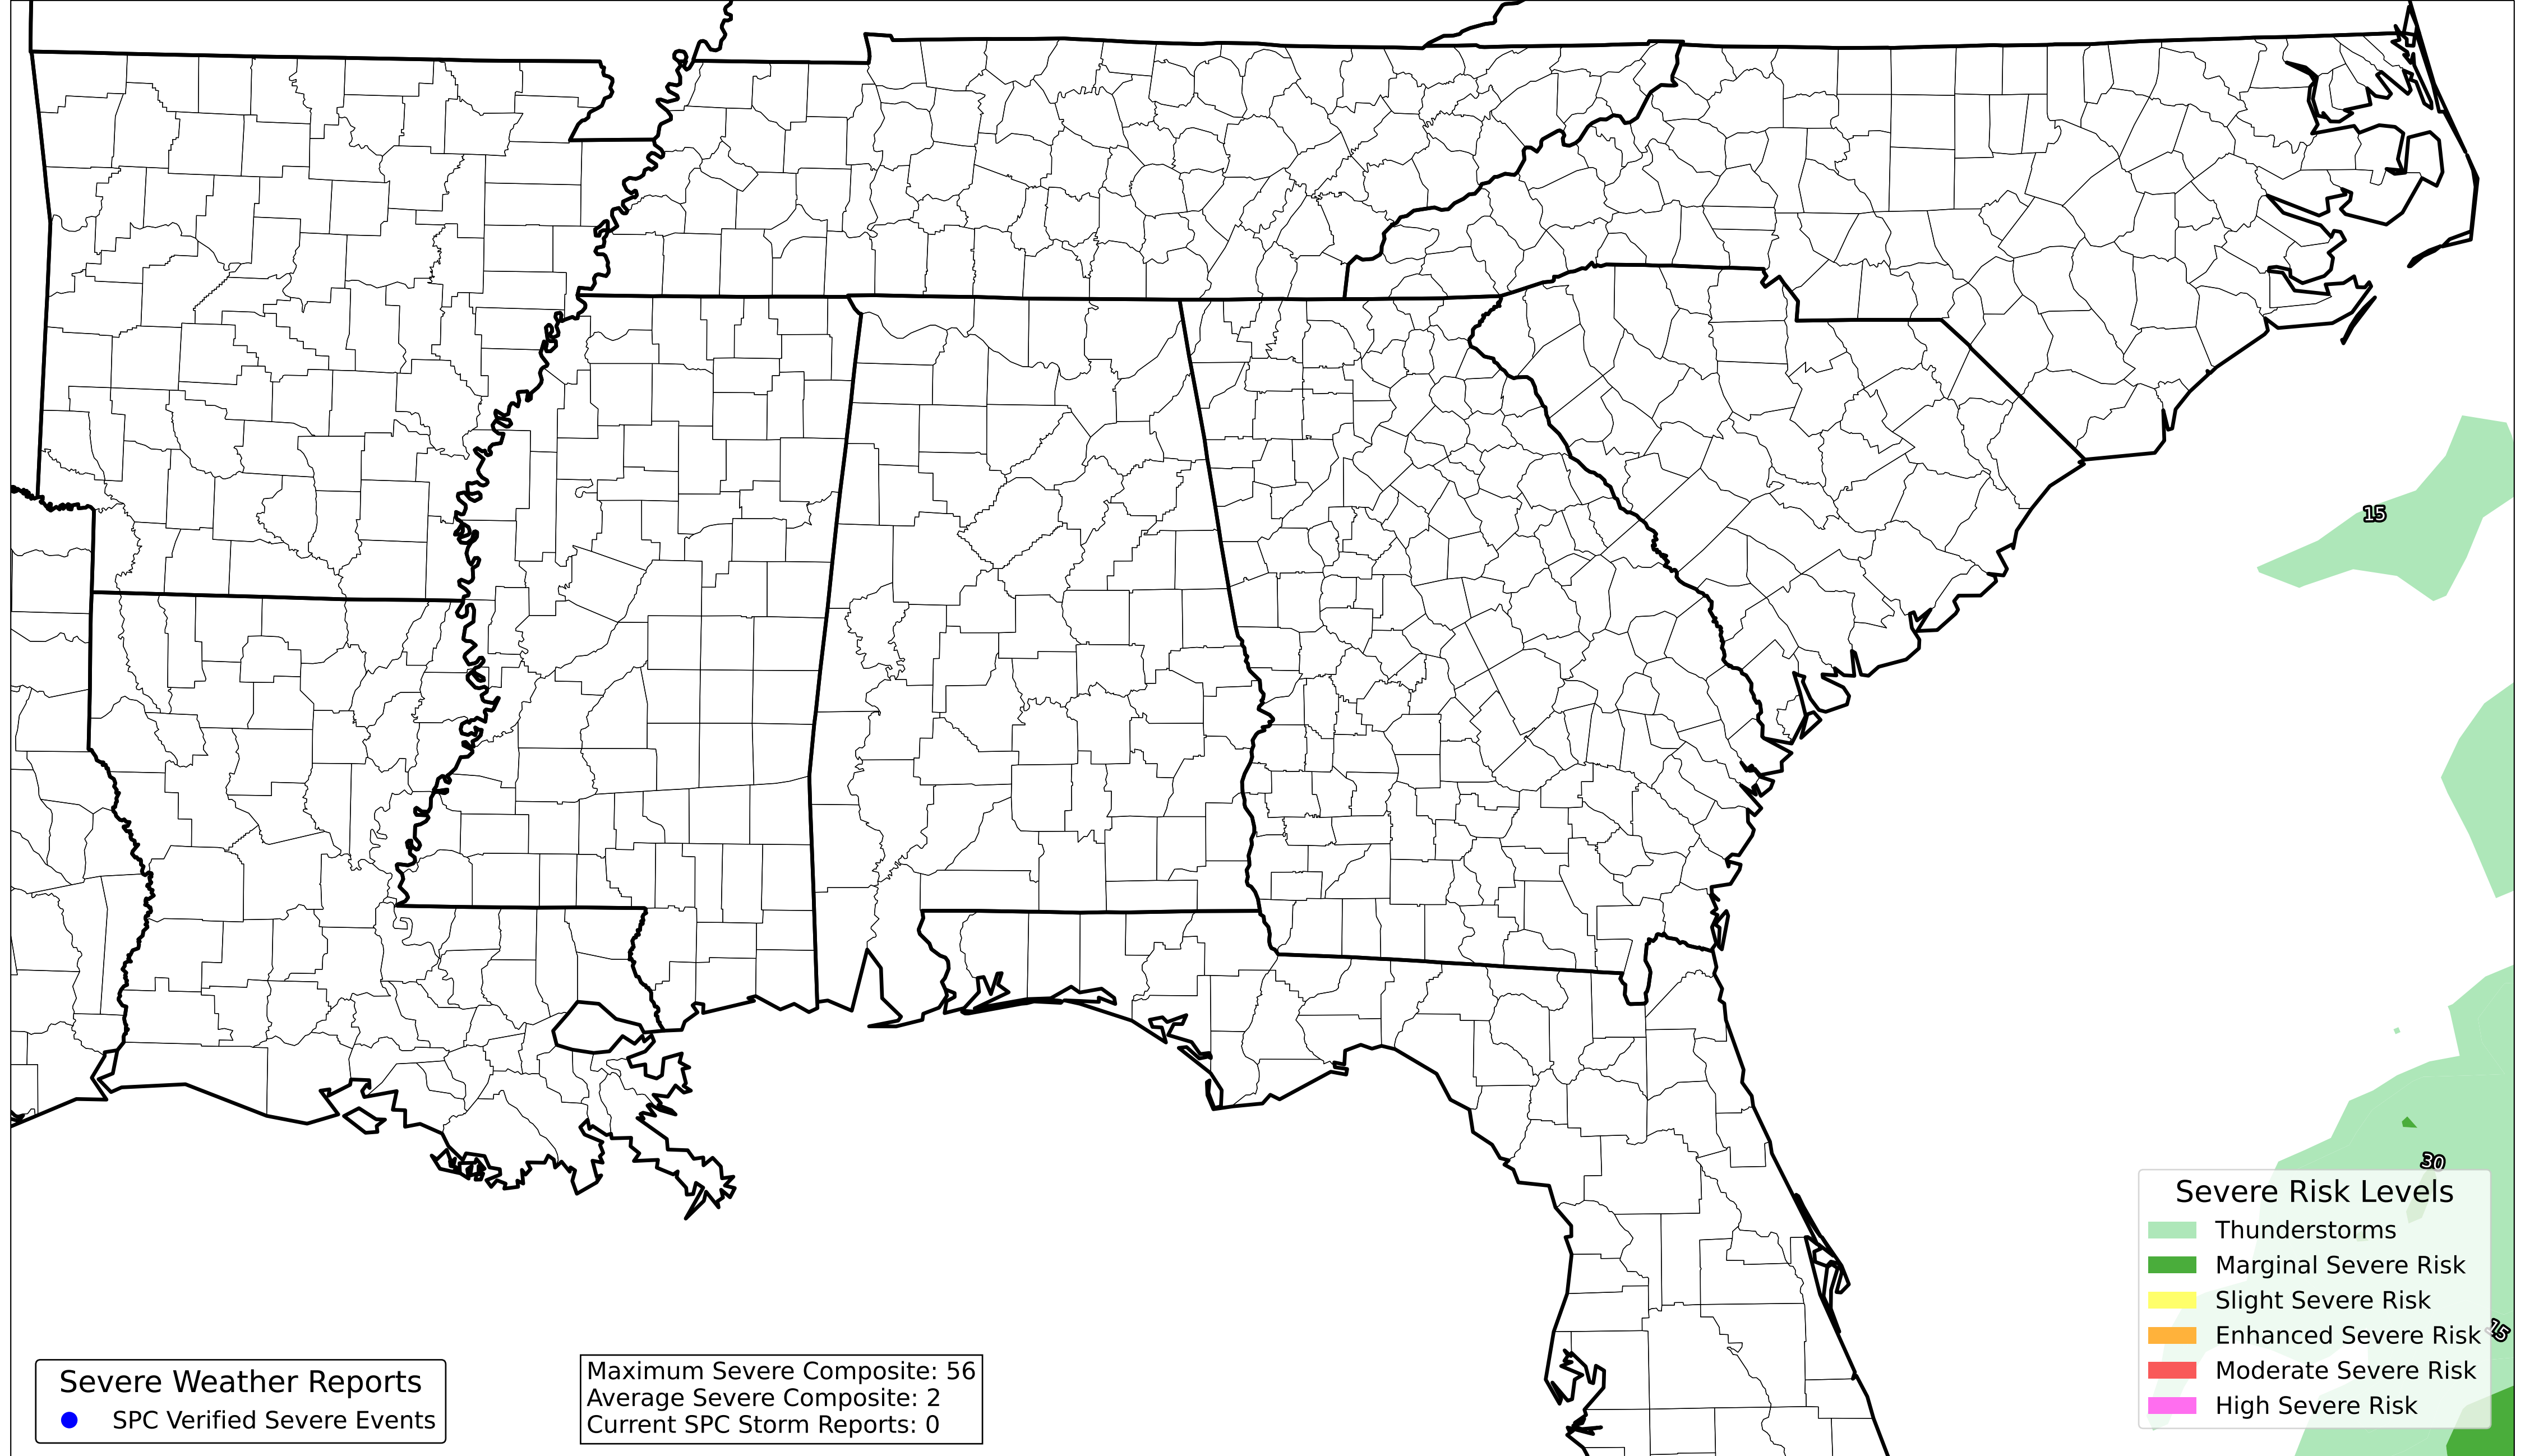 15
30
Severe Risk Levels
Thunderstorms
Marginal Severe Risk
Slight Severe Risk
Enhanced Severe Risk
15
Moderate Severe Risk
High Severe Risk
Severe Weather Reports
SPC Verified Severe Events
Maximum Severe Composite: 56
Average Severe Composite: 2
Current SPC Storm Reports: 0